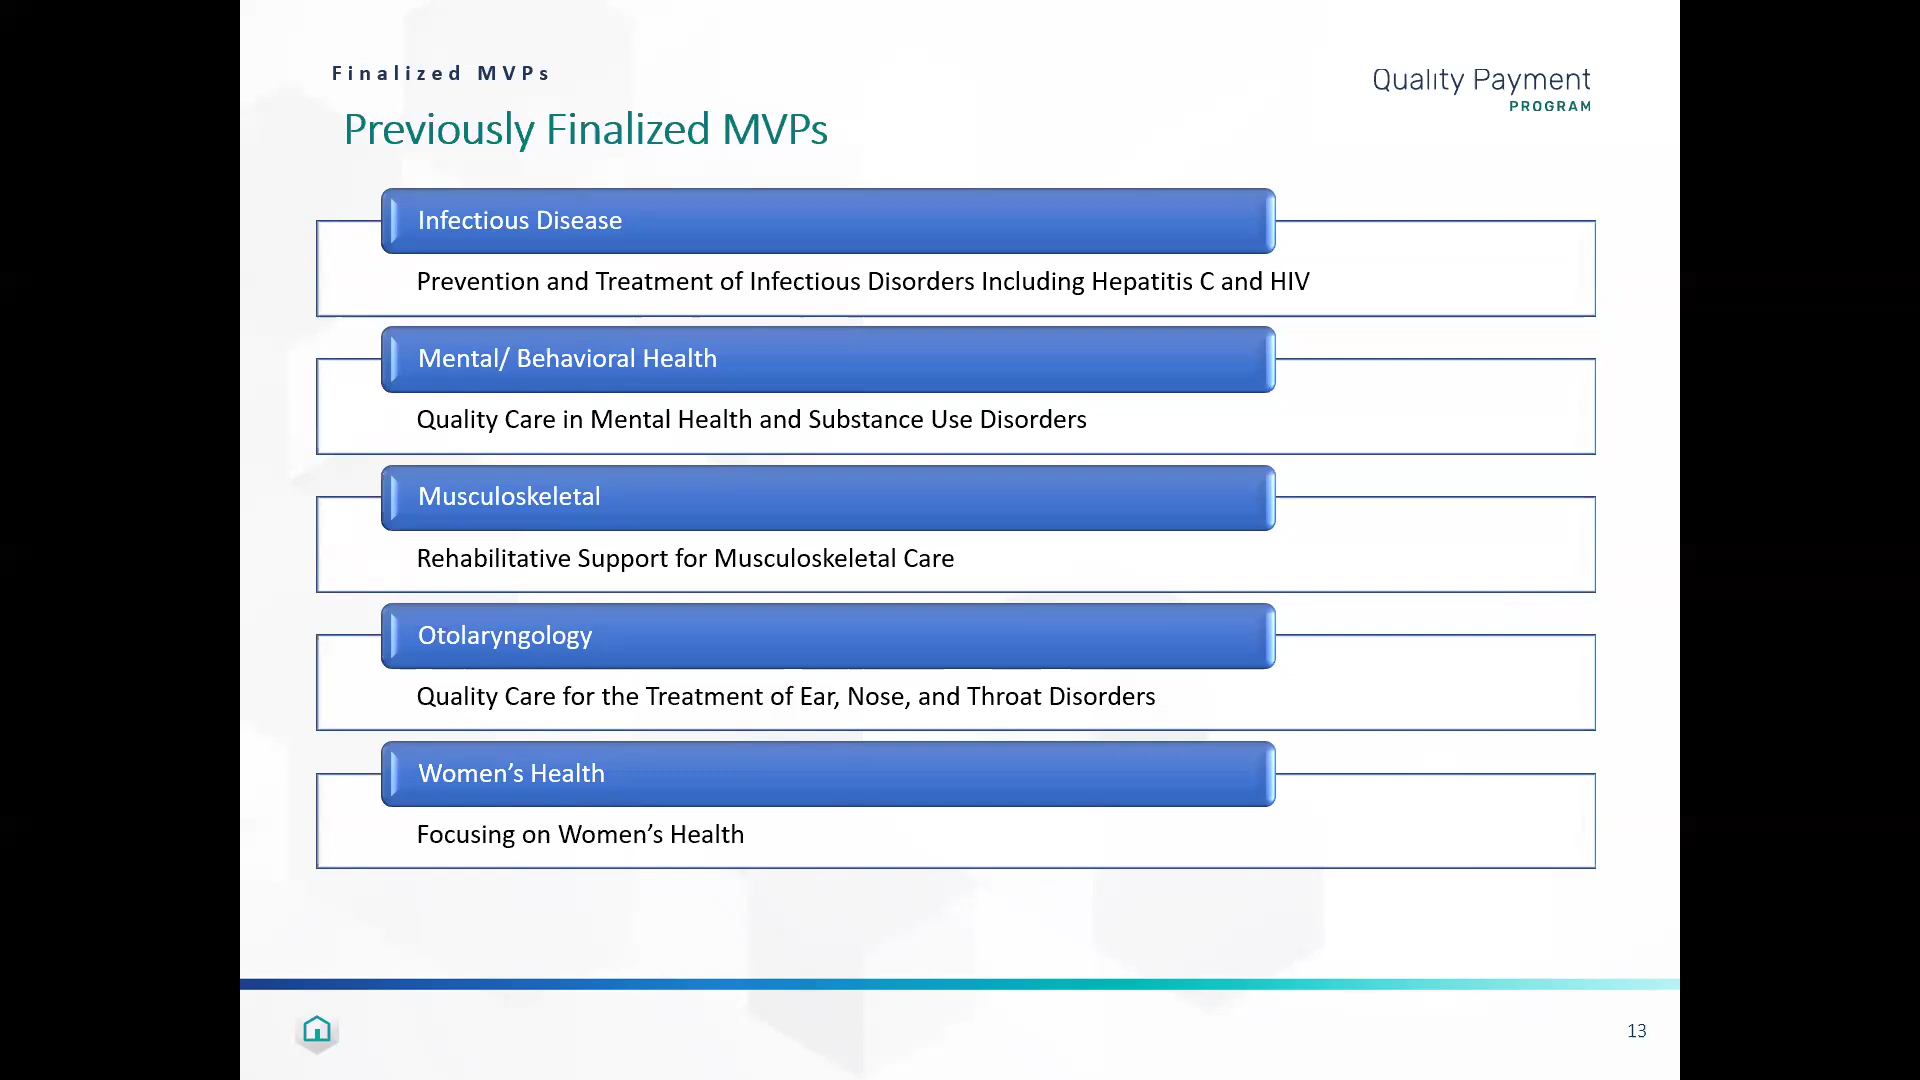 Finalized MVPs
Quality Payment
PROGRAM
Previously Finalized MVPs
Infectious Disease
Prevention and Treatment of Infectious Disorders Including Hepatitis C and HIV
Mental/ Behavioral Health
Quality Care in Mental Health and Substance Use Disorders
Musculoskeletal
Rehabilitative Support for Musculoskeletal Care
Otolaryngology
Quality Care for the Treatment of Ear, Nose, and Throat Disorders
Women’s Health
Focusing on Women’s Health
13